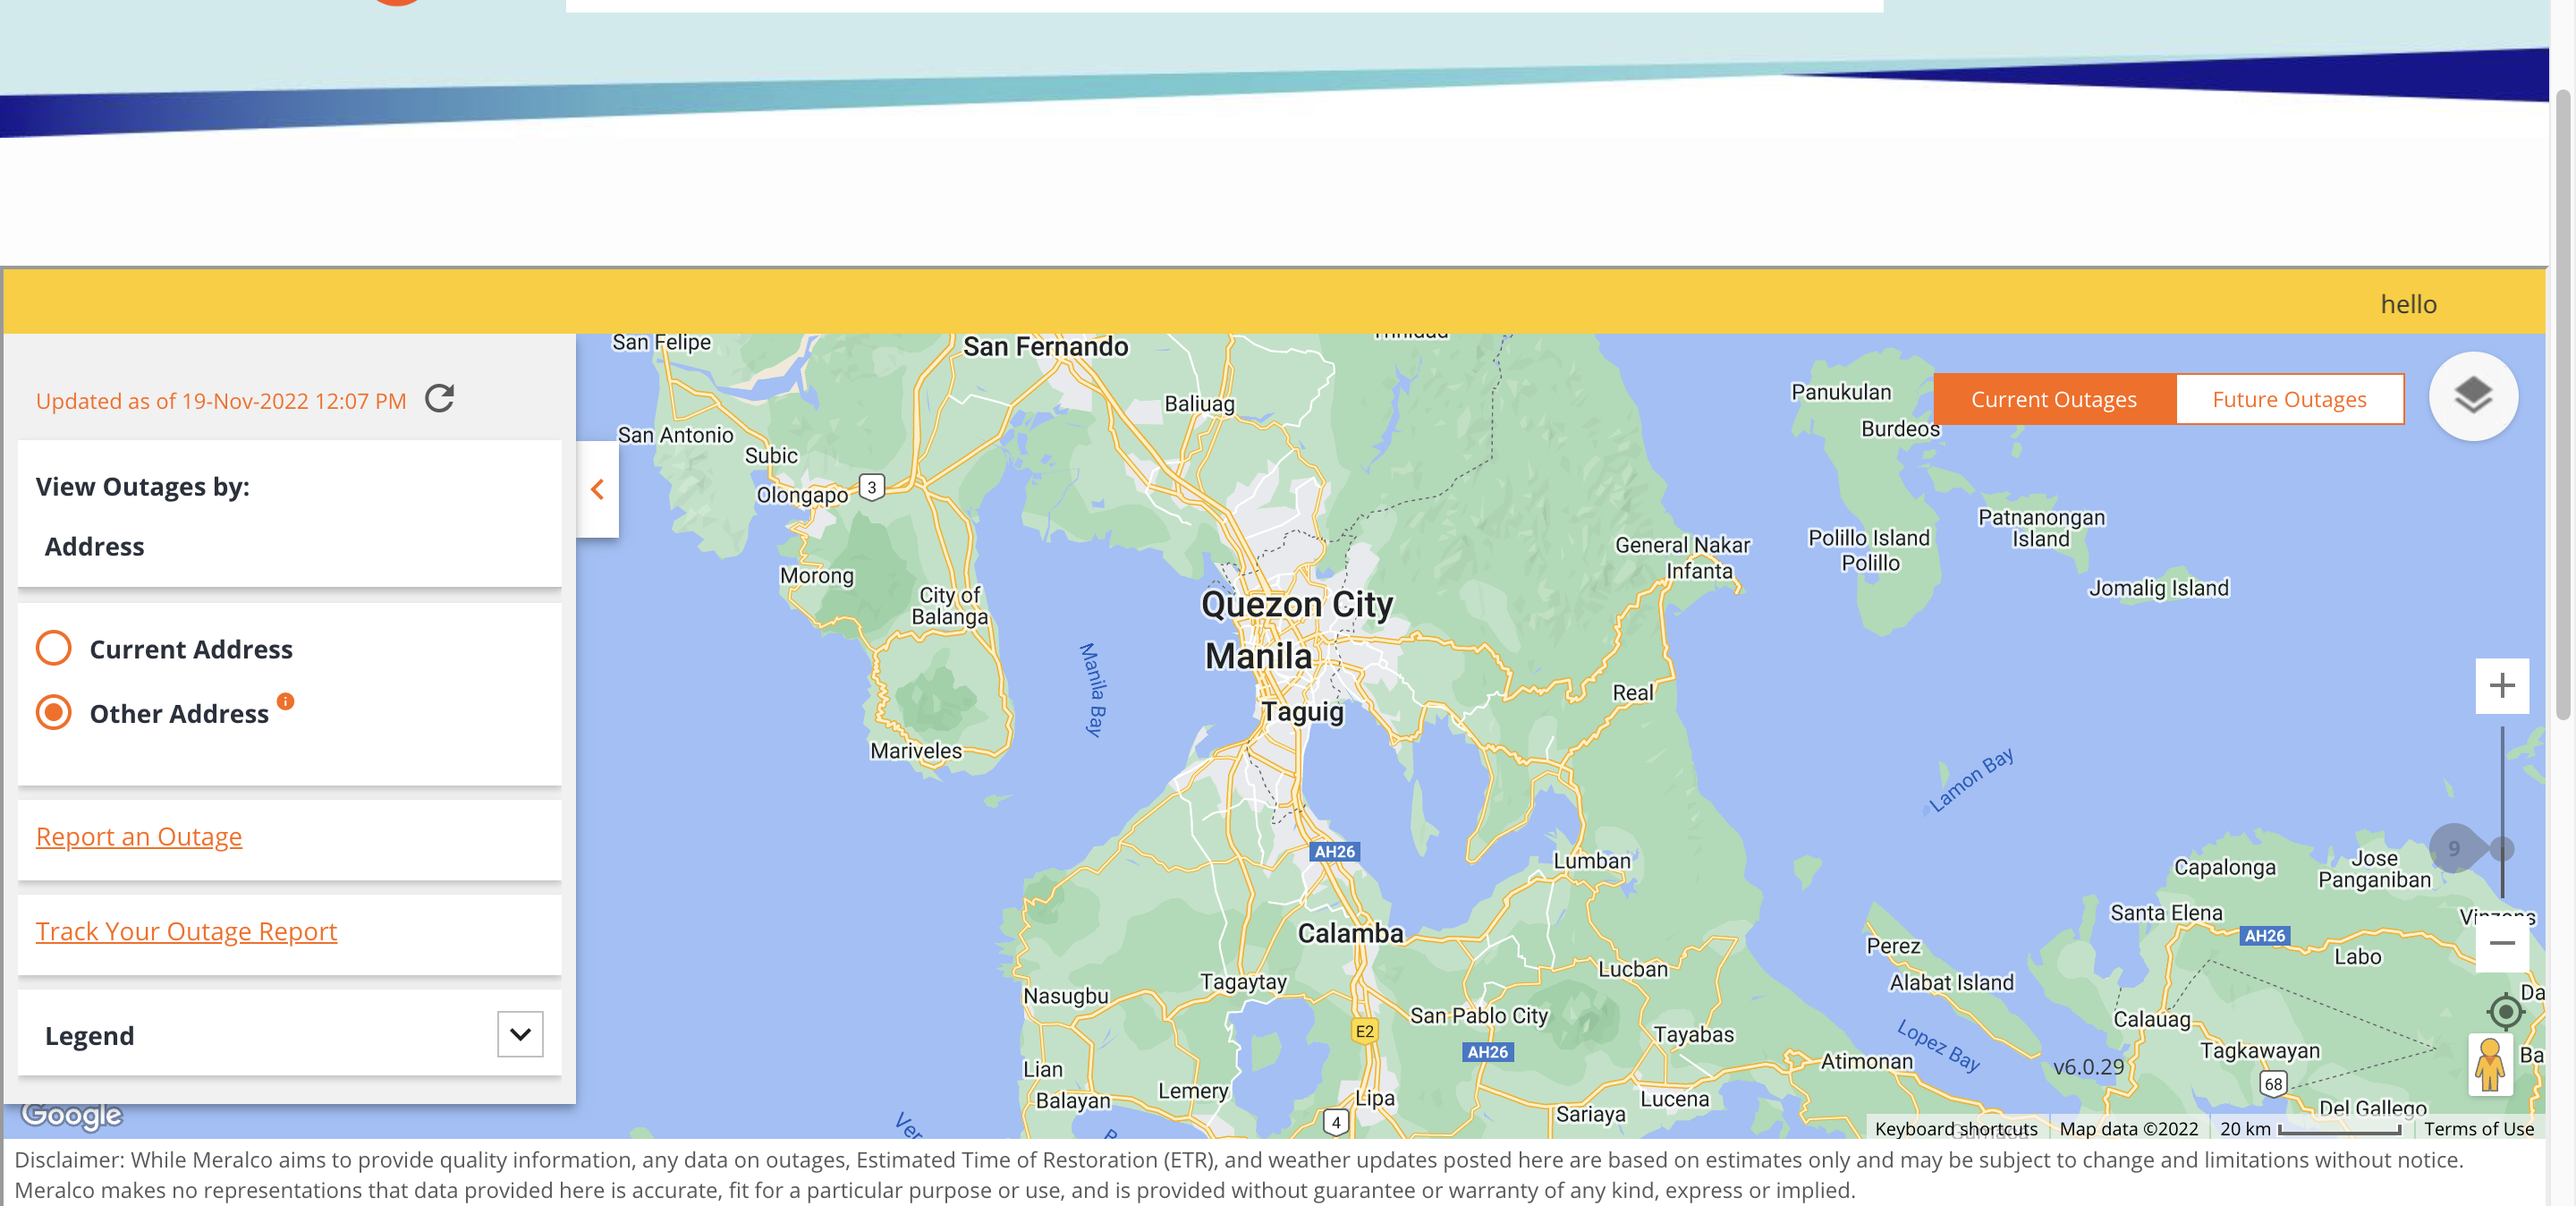 hello
Updated as of 19-Nov-2022 12:07 PM
View Outages by:
Address
Current Address
Other Address
Report an Outage
Track Your Outage Report
Legend
Google
Current Outages
Future Outages
San Felipe
San Fernando
Trinidad
Baliuag
Panukulan
Burdeos
San Antonio
Subic
Olongapo
3
Patnanongan
Island
General Nakar
Infanta
Polillo Island
Polillo
Jomalig Island
Morong
City of
Balanga
Quezon City
Manila
Manila Bay
Taguig
Real
Mariveles
Lamon Bay
AH26
Lumban
9
Capalonga
Jose
Panganiban
Santa Elena
Vinzons
AH26
Calamba
Perez
Labo
Lucban
Tagaytay
Alabat Island
Nasugbu
Da
San Pablo City
Calauag
E2
Tayabas
Lopez Bay
AH26
Tagkawayan
Ba
Atimonan
v6.0.29
Lian
68
Lemery
Lipa
Balayan
Lucena
Sariaya
Del Gallego
4
Ver
Keyboard shortcuts
Map data ©2022
20 km
Terms of Use
Disclaimer: While Meralco aims to provide quality information, any data on outages, Estimated Time of Restoration (ETR), and weather updates posted here are based on estimates only and may be subject to change and limitations without notice.
Meralco makes no representations that data provided here is accurate, fit for a particular purpose or use, and is provided without guarantee or warranty of any kind, express or implied.